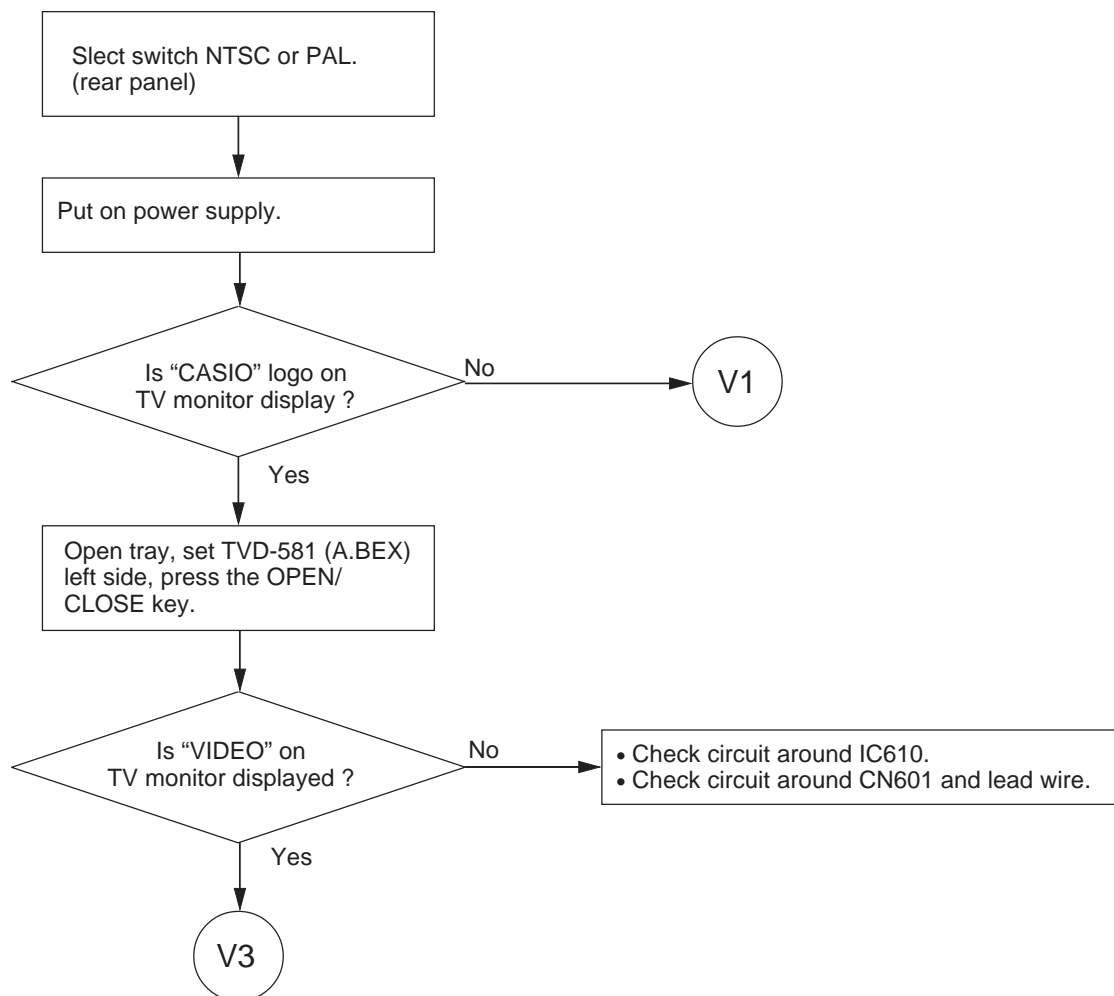 Slect switch NTSC or PAL.
(rear panel)
Put on power supply.
Is “CASIO” logo on
TV monitor display ?
No
V1
Yes
Open tray, set TVD-581 (A.BEX)
left side, press the OPEN/
CLOSE key.
Is “VIDEO” on
TV monitor displayed ?
No
• Check circuit around IC610.
• Check circuit around CN601 and lead wire.
Yes
V3